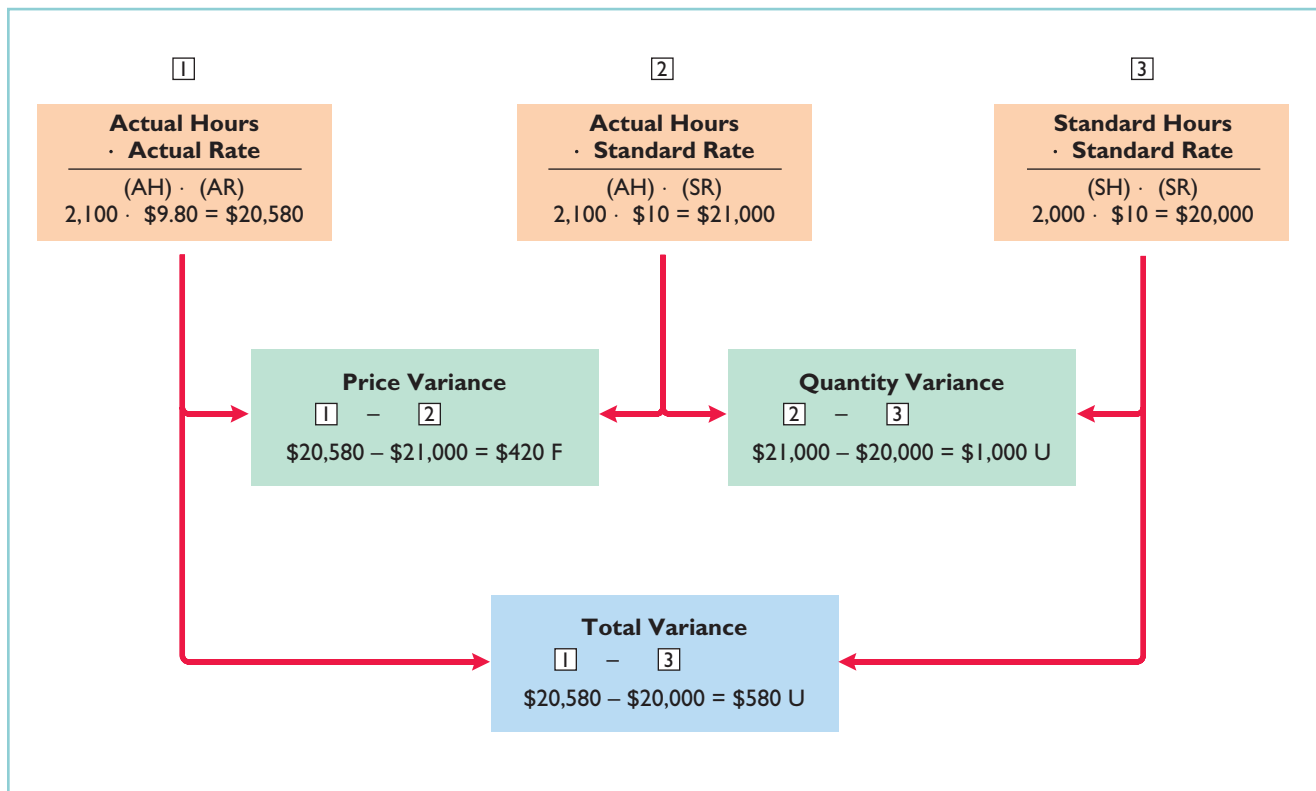 1
2
3
Actual Hours
· Actual Rate
(AH) · (AR)
2,100 · $9.80 = $20,580
Actual Hours
· Standard Rate
(AH) · (SR)
2,100 · $10 = $21,000
Standard Hours
· Standard Rate
(SH) · (SR)
2,000 · $10 = $20,000
Price Variance
1 – 2
$20,580 – $21,000 = $420 F
Quantity Variance
2 – 3
$21,000 – $20,000 = $1,000 U
Total Variance
1 – 3
$20,580 – $20,000 = $580 U